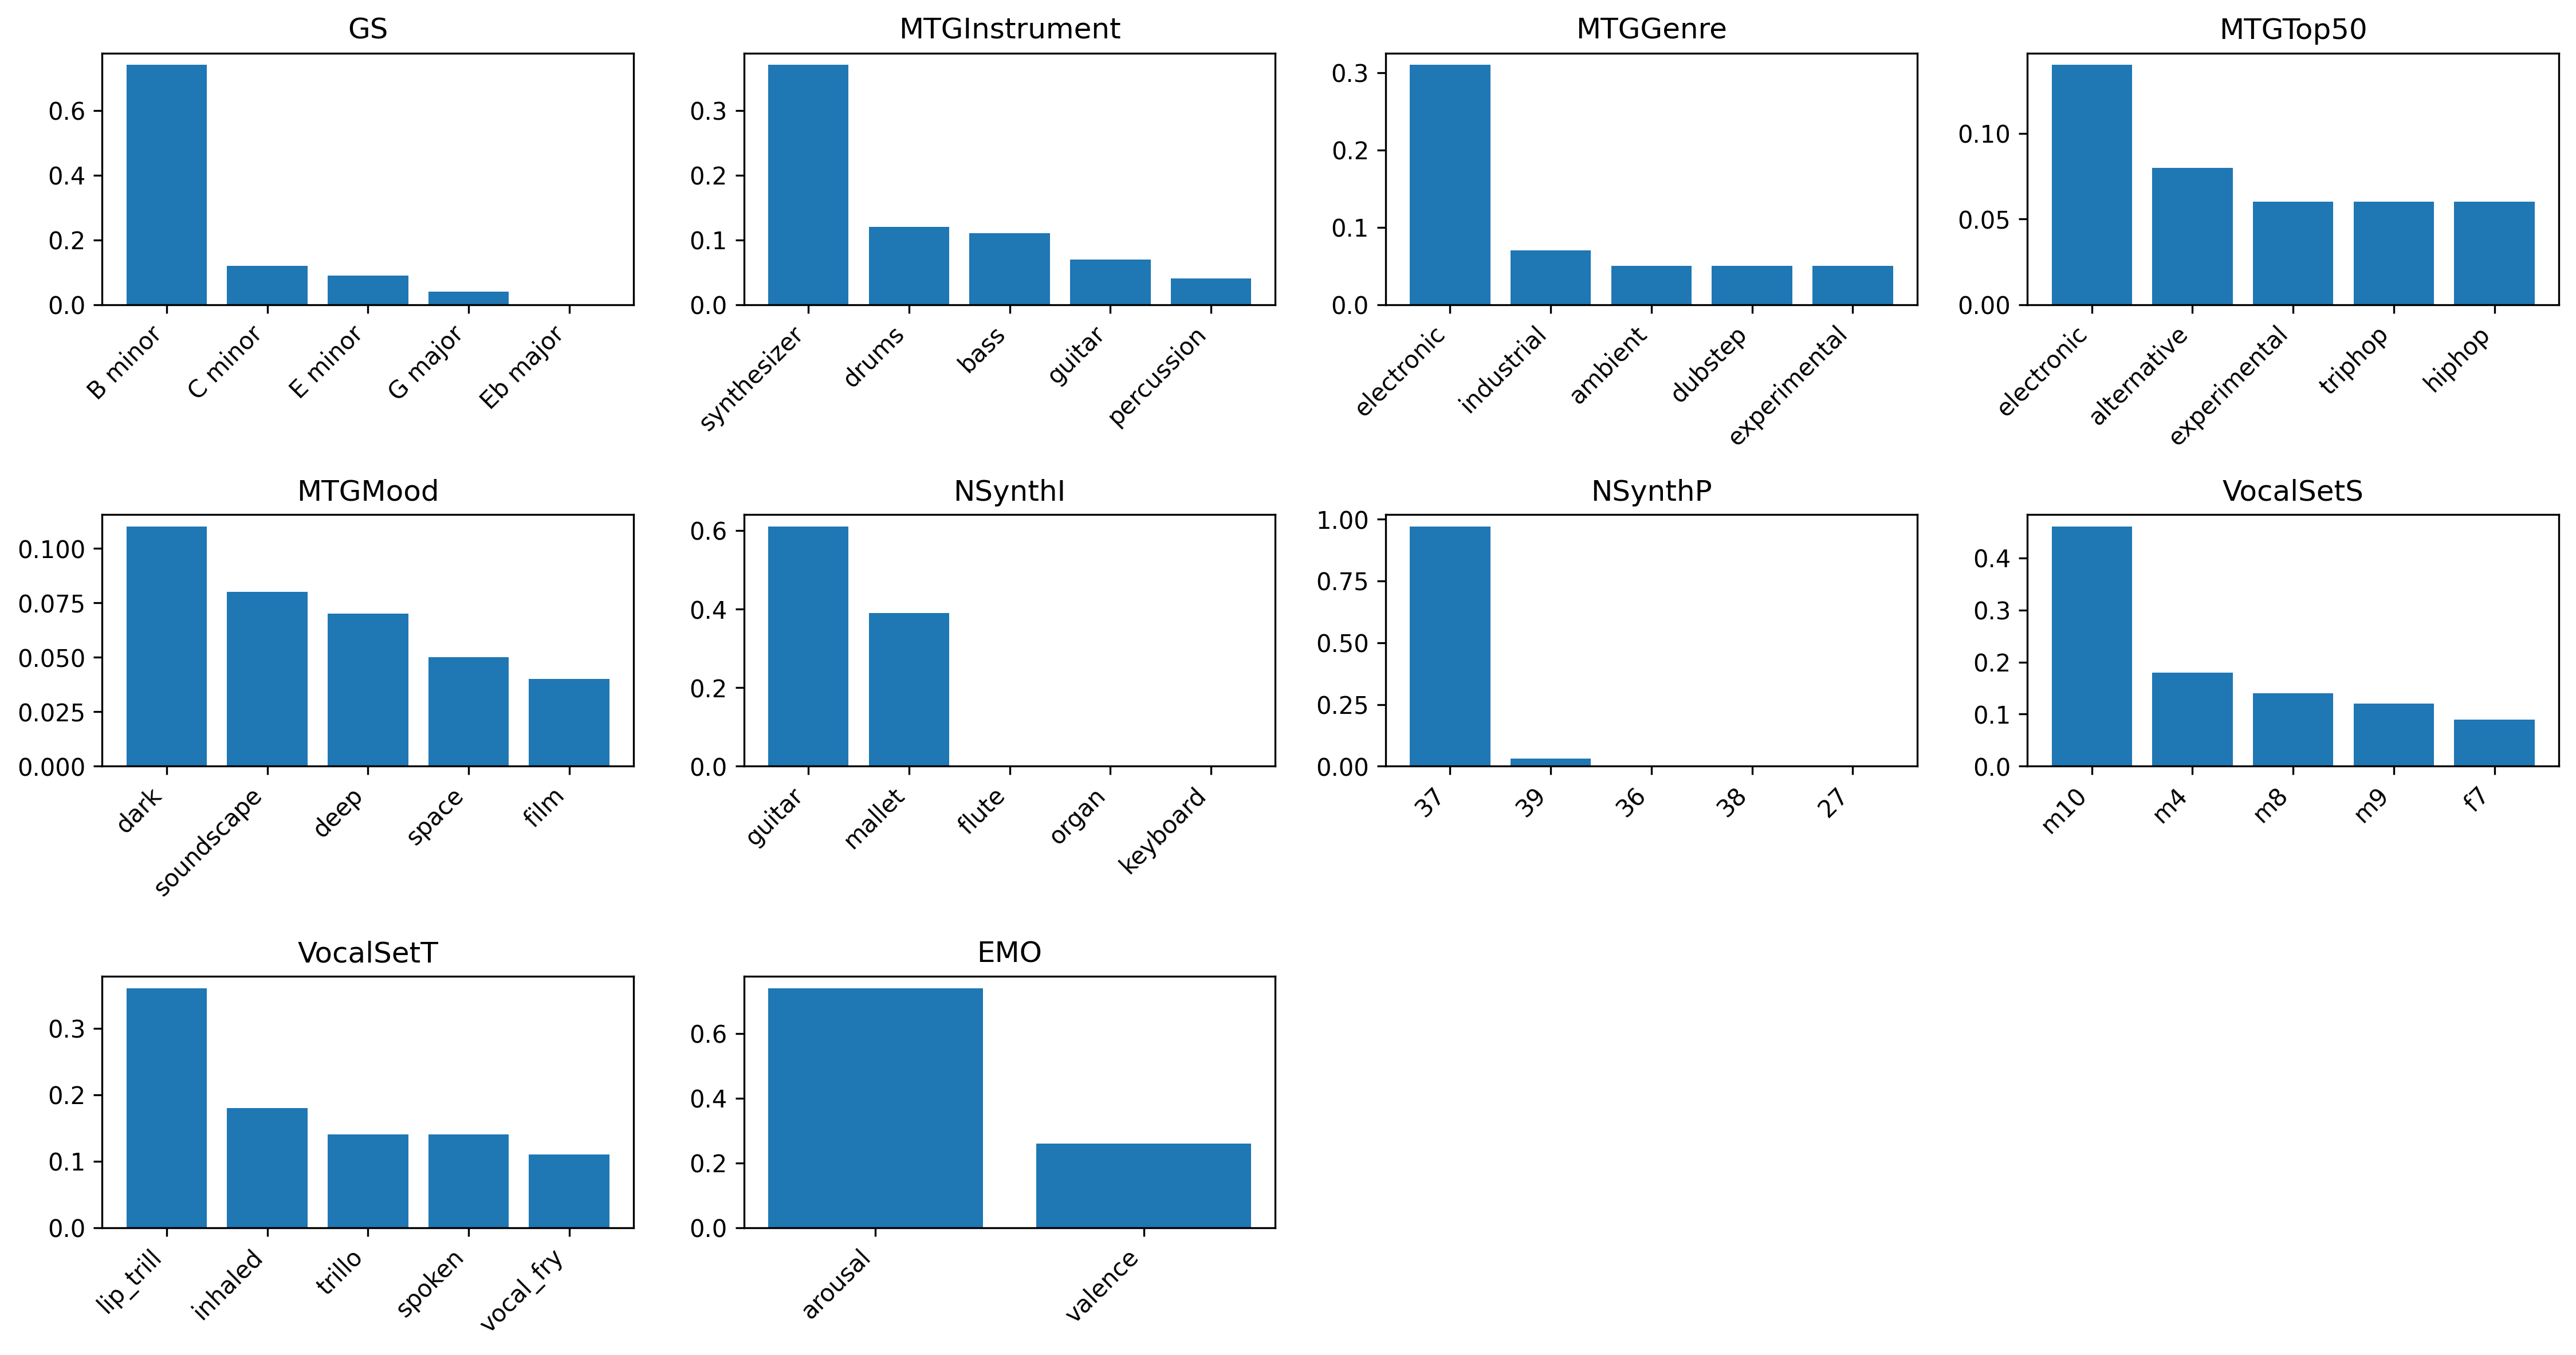 GS
0.6
0.4
0.2
0.0
B minor
C minor
E minor
G major
Eb major
MTGInstrument
0.3
0.2
0.1
0.0
synthesizer
drums
bass
guitar
percussion
MTGGenre
0.3
0.2
0.1
0.0
electronic
industrial
ambient
dubstep
experimental
MTGTop50
0.10
0.05
0.00
electronic
alternative
experimental
triphop
hiphop
MTGMood
0.100
0.075
0.050
0.025
0.000
dark
soundscape
deep
space
film
NSynthI
0.6
0.4
0.2
0.0
guitar
mallet
flute
organ
keyboard
NSynthP
1.00
0.75
0.50
0.25
0.00
37
39
36
38
27
VocalSetS
0.4
0.3
0.2
0.1
0.0
m10
m4
m8
m9
f7
VocalSetT
0.3
0.2
0.1
0.0
lip_trill
inhaled
trillo
spoken
vocal_fry
EMO
0.6
0.4
0.2
0.0
arousal
valence